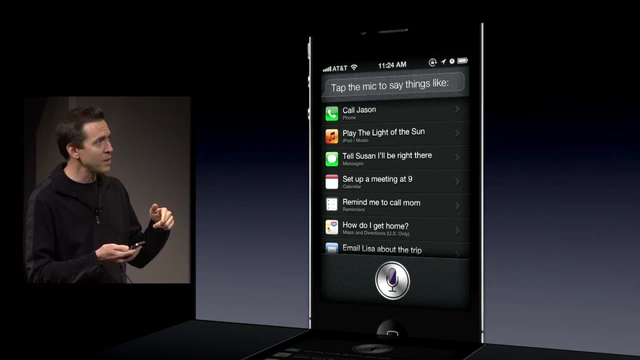 AT&T
11:24 AM
Tap the mic to say things like:
Call Jason
Phone
Play The Light of the Sun
iPod / Music
Tell Susan I'll be right there
Messages
Set up a meeting at 9
Calendar
Remind me to call mom
Reminders
How do I get home?
Maps and Directions (U.S. Only)
Email Lisa about the trip